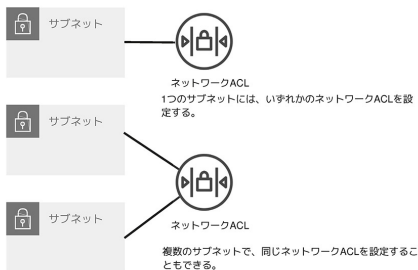 サブネット
ネットワークACL
1つのサブネットには、いずれかのネットワークACLを設
定する。
サブネット
サブネット
ネットワークACL
複数のサブネットで、同じネットワークACLを設定するこ
ともできる。